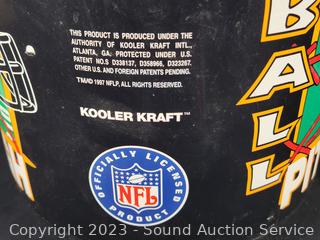 THIS PRODUCT IS PRODUCED UNDER THE
AUTHORITY OF KOOLER KRAFT INTL.,
ATLANTA, GA. PROTECTED UNDER U.S.
PATENT NO.S D338137, D358966, D323267.
OTHER U.S. AND FOREIGN PATENTS PENDING.
TM/© 1997 NFLP, ALL RIGHTS RESERVED.
KOOLER KRAFT™
OFFICIALLY LICENSED
NFL
PRODUCT
BALL
PIT
H
© 2023 - Sound Auction Service